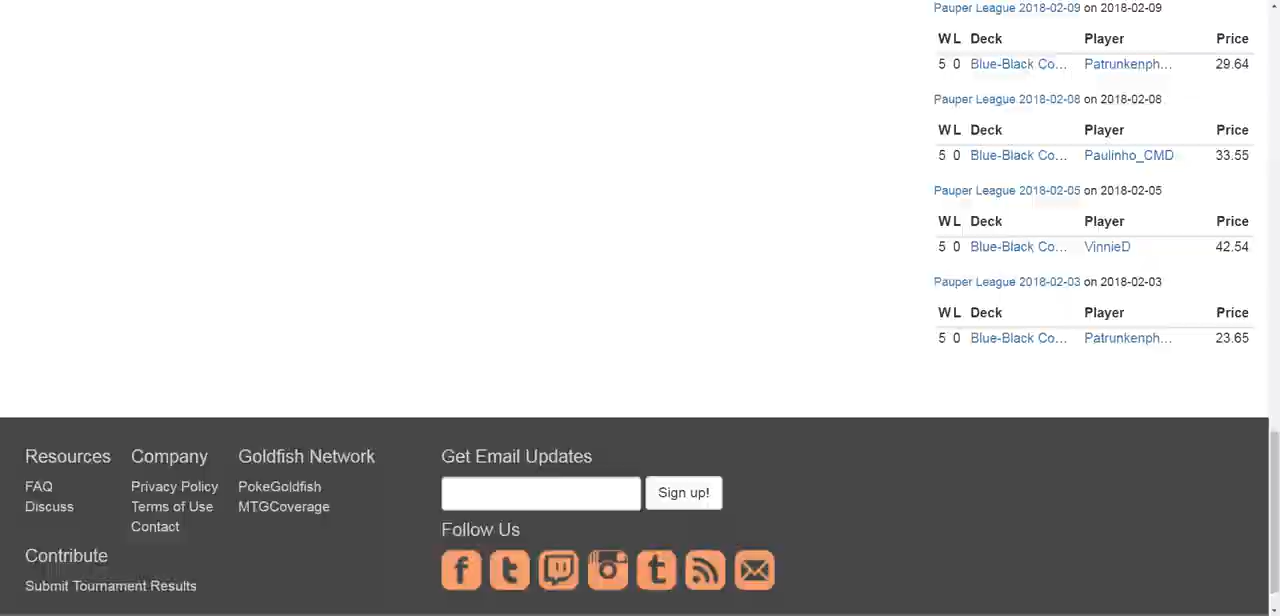 Pauper League 2018-02-09 on 2018-02-09
W L Deck Player Price
5 0 Blue-Black Co... Patrunkenph... 29.64
Pauper League 2018-02-08 on 2018-02-08
W L Deck Player Price
5 0 Blue-Black Co... Paulinho_CMD 33.55
Pauper League 2018-02-05 on 2018-02-05
W L Deck Player Price
5 0 Blue-Black Co... VinnieD 42.54
Pauper League 2018-02-03 on 2018-02-03
W L Deck Player Price
5 0 Blue-Black Co... Patrunkenph... 23.65
Resources
FAQ
Discuss
Contribute
Submit Tournament Results
Company
Privacy Policy
Terms of Use
Contact
Goldfish Network
PokeGoldfish
MTGCoverage
Get Email Updates
Sign up!
Follow Us